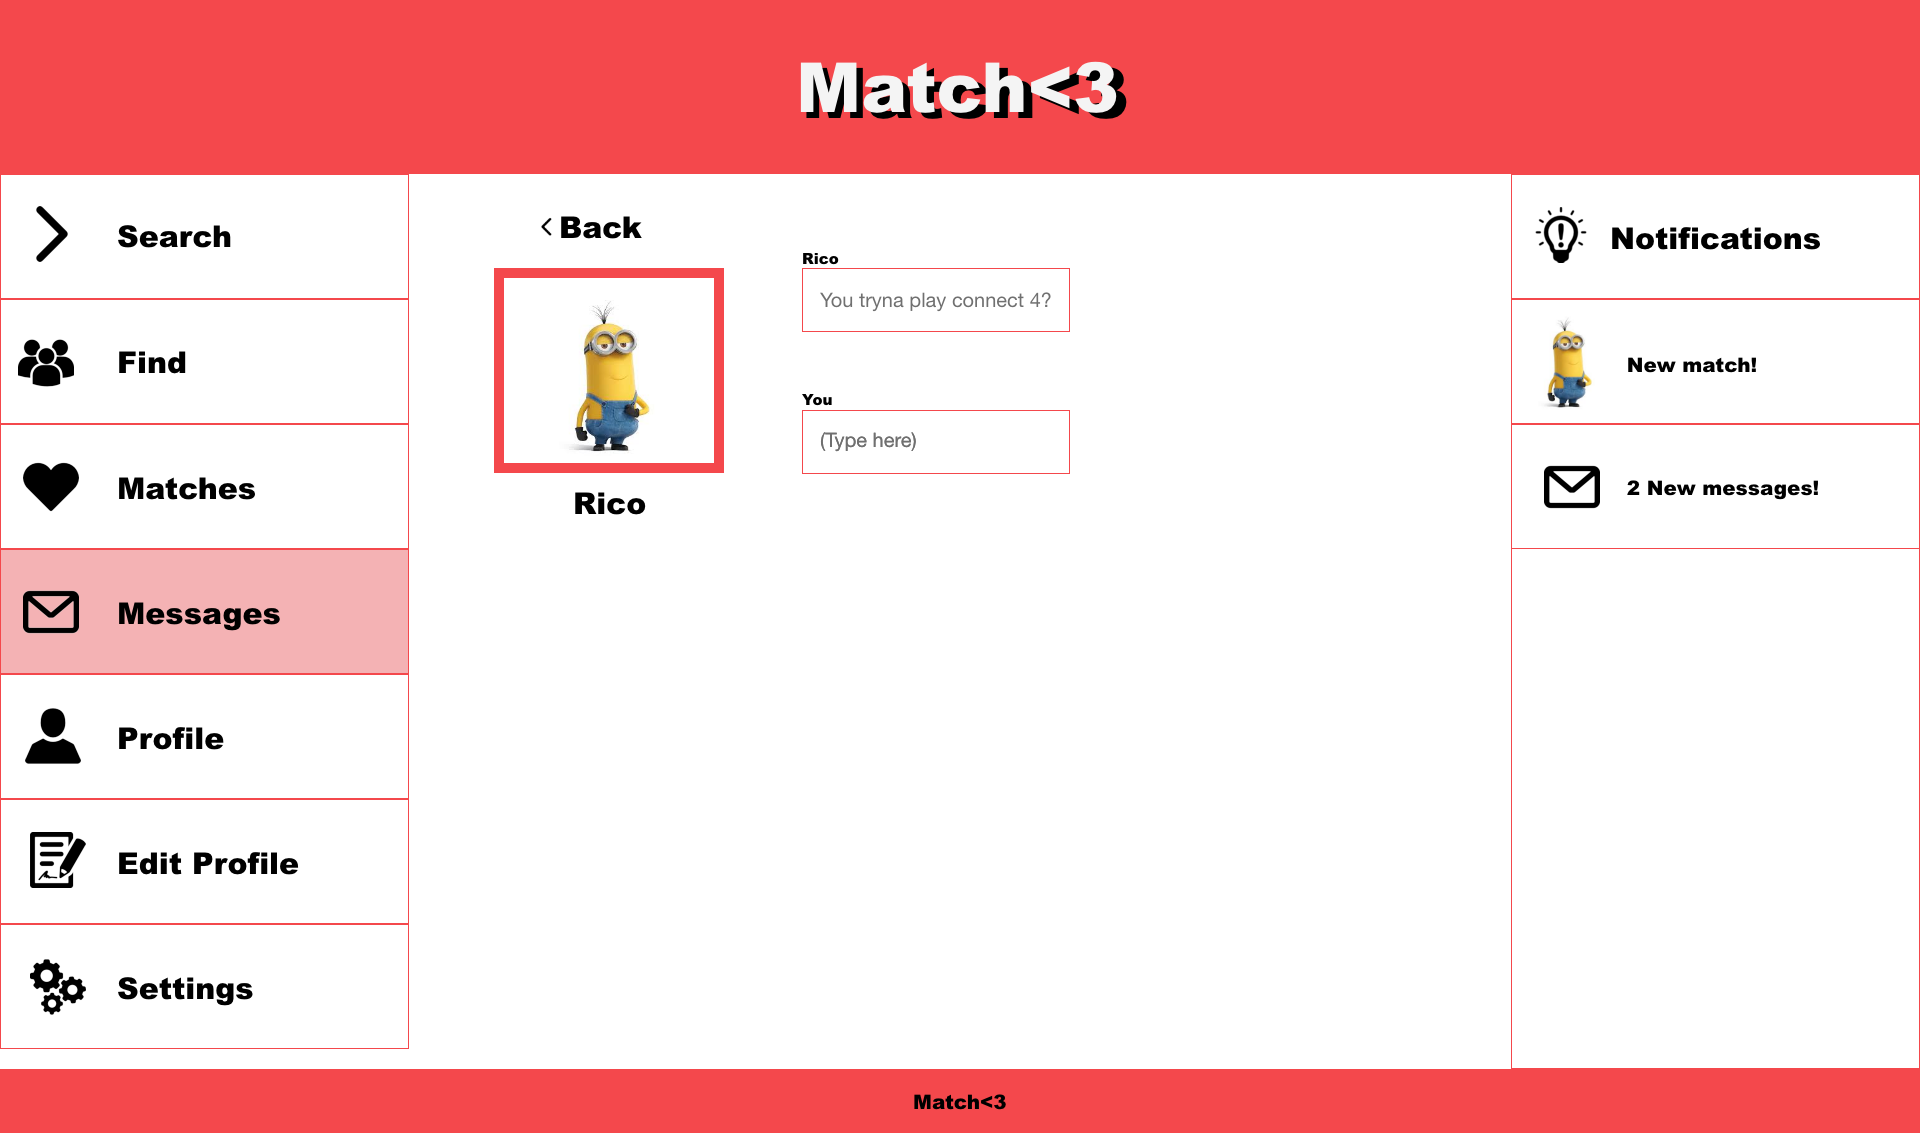 Match<3
Search
Find
Matches
Messages
Profile
Edit Profile
Settings
Back
Rico
Rico
You tryna play connect 4?
You
(Type here)
Notifications
New match!
2 New messages!
Match<3